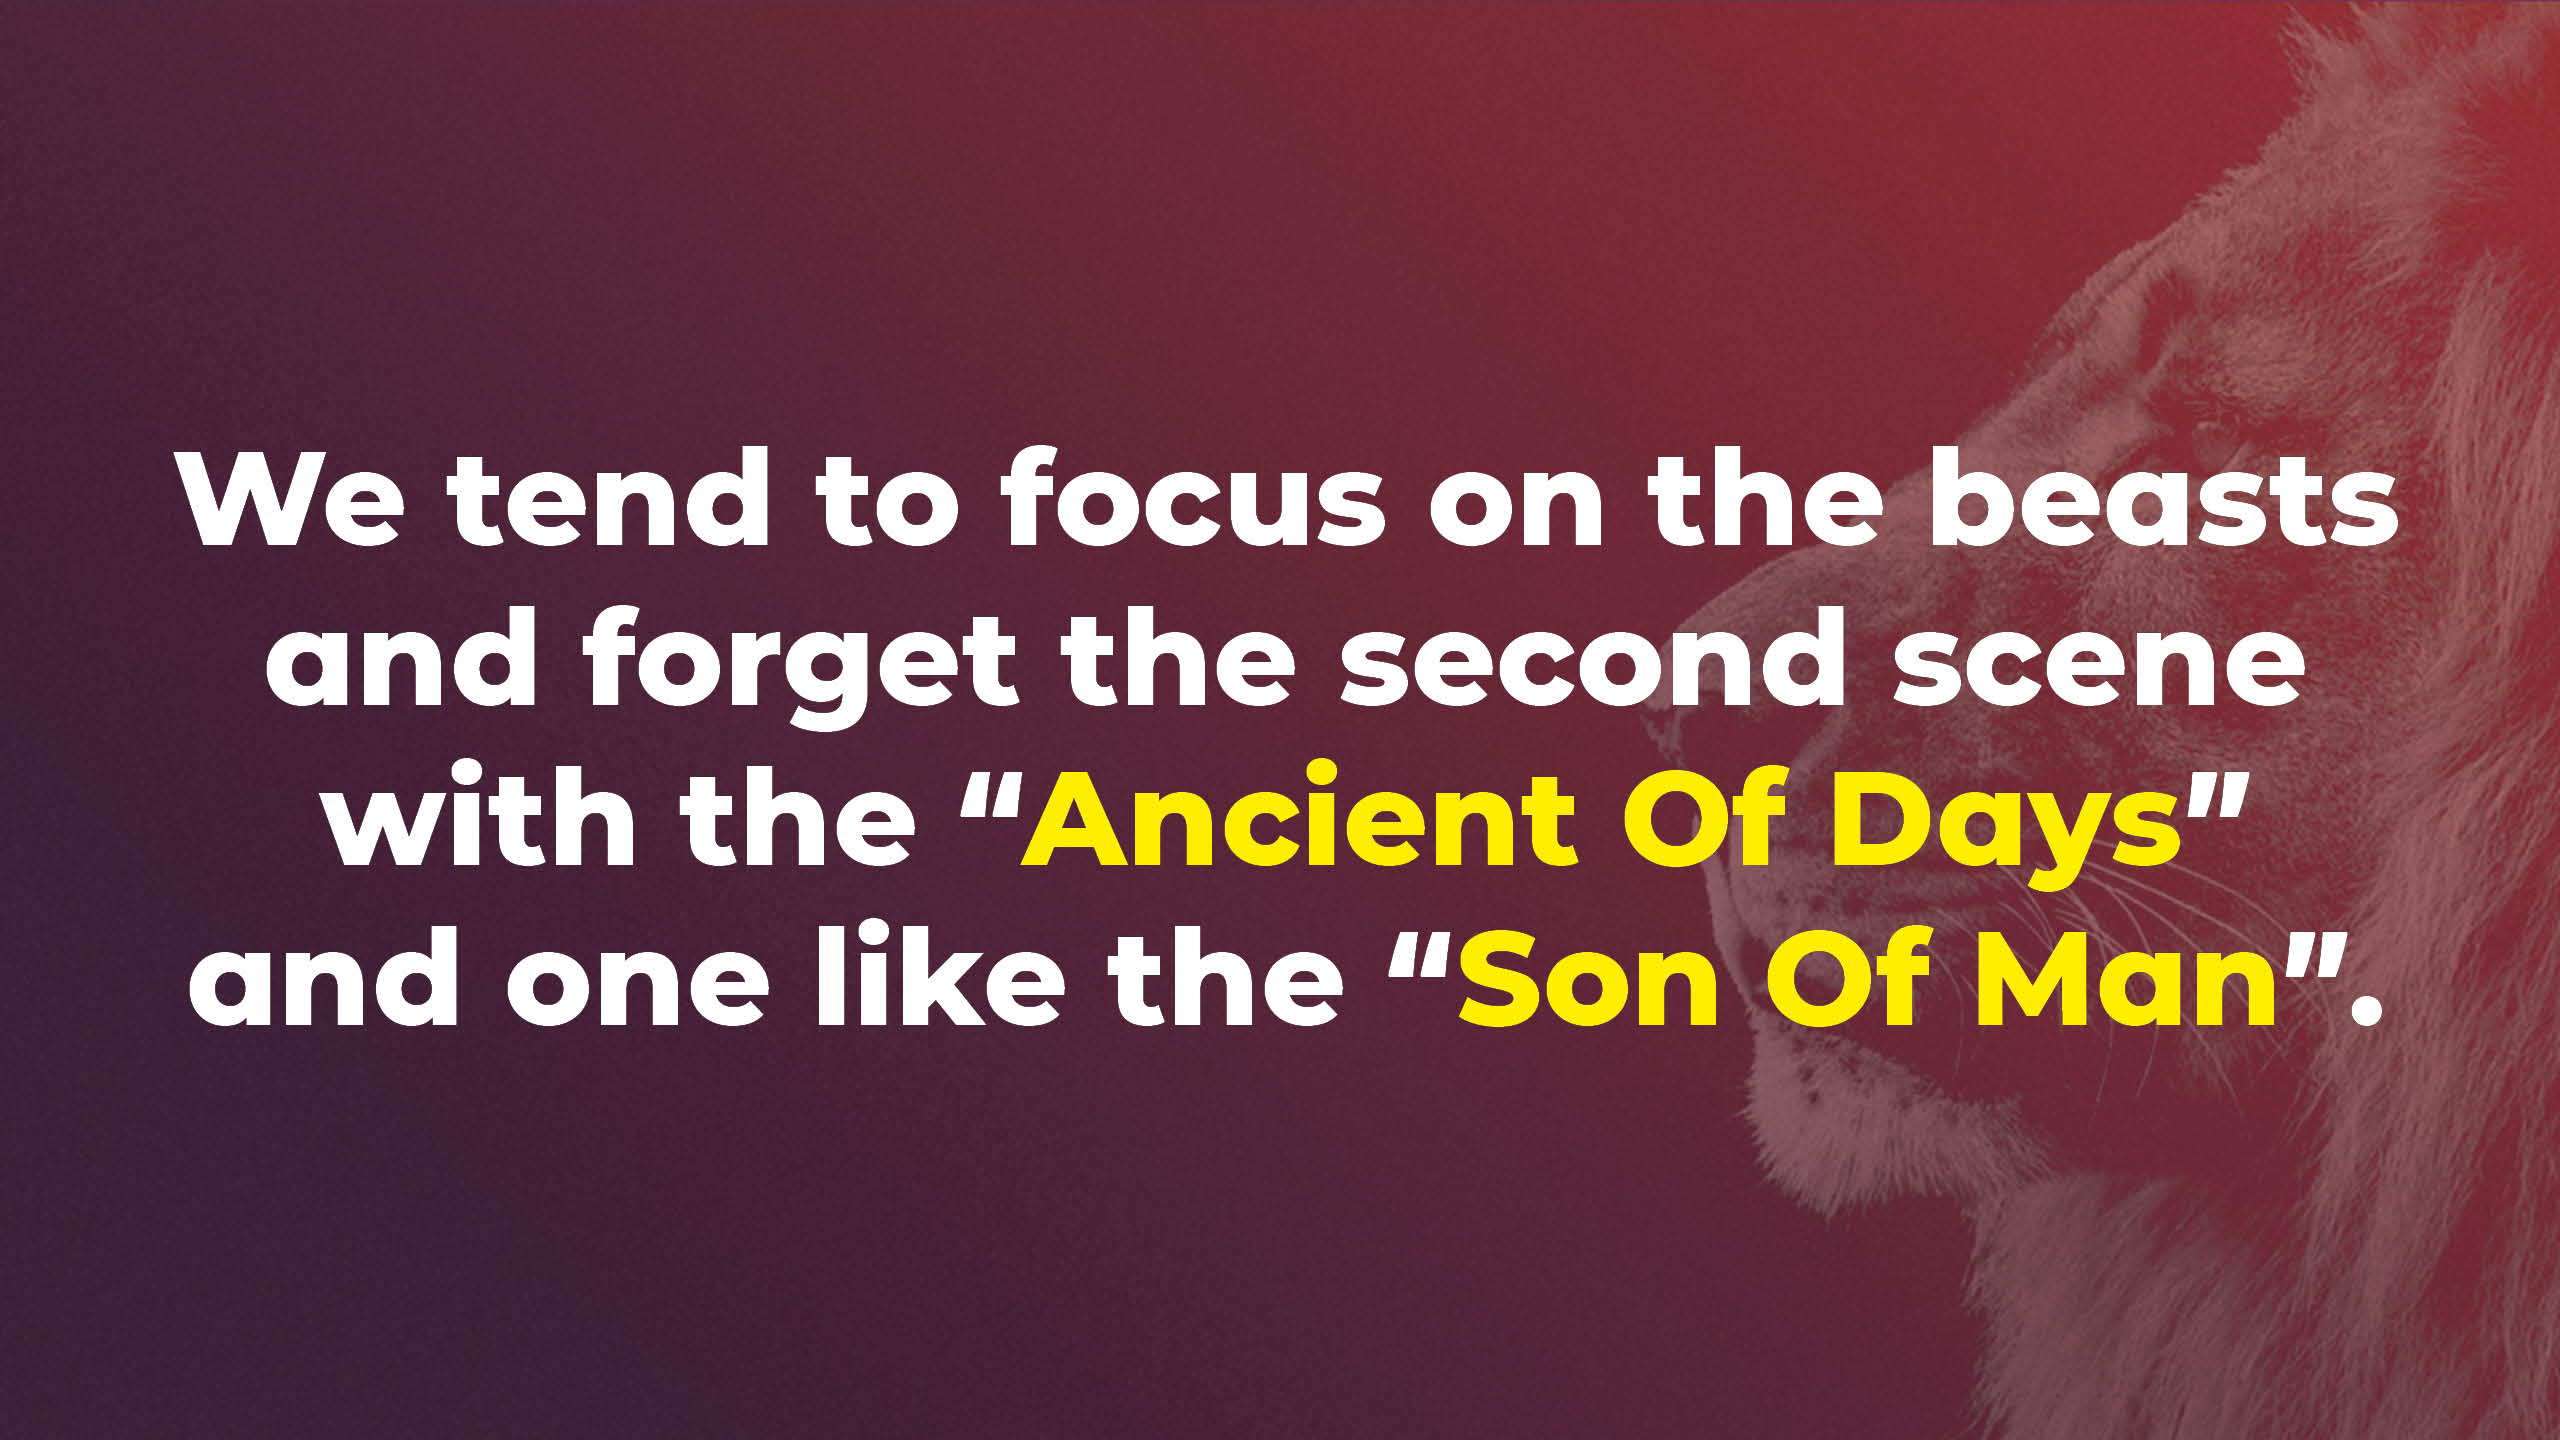 We tend to focus on the beasts
and forget the second scene
with the “Ancient Of Days”
and one like the “Son Of Man”.